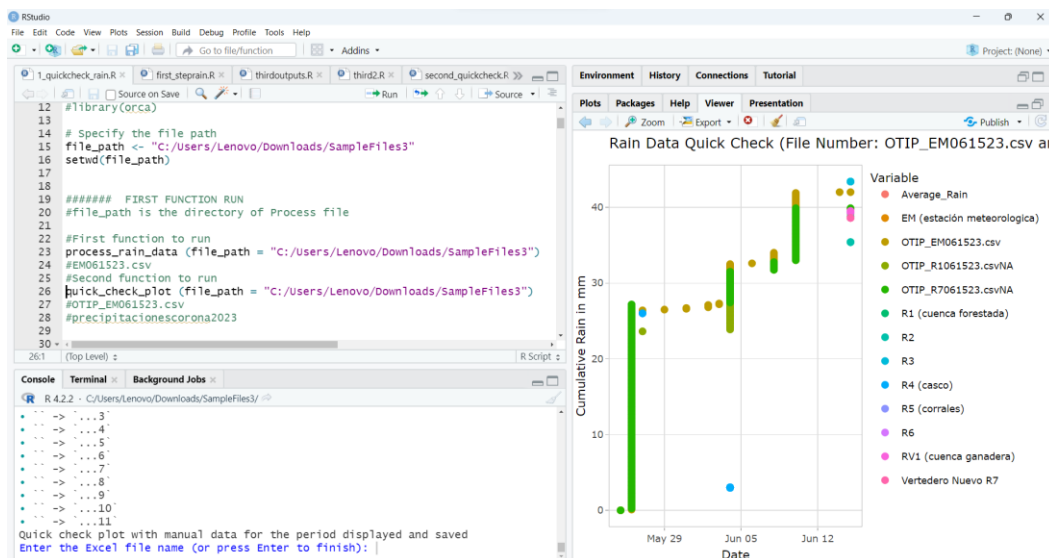 RStudio
File Edit Code View Plots Session Build Debug Profile Tools Help
Go to file/function
Addins
Project: (None)
1_quickcheck_rain.R
first_steprain.R
thirdoutputs.R
third2.R
second_quickcheck.R
Source on Save
Run
Source
12 #library(orca)
13
14 # Specify the file path
15 file_path <- "C:/Users/Lenovo/Downloads/SampleFiles3"
16 setwd(file_path)
17
18
19 ####### FIRST FUNCTION RUN
20 #file_path is the directory of Process file
21
22 #First function to run
23 process_rain_data (file_path = "C:/Users/Lenovo/Downloads/SampleFiles3")
24 #EM061523.csv
25 #Second function to run
26 quick_check_plot (file_path = "C:/Users/Lenovo/Downloads/SampleFiles3")
27 #OTIP_EM061523.csv
28 #precipitacionescorona2023
29
30
26:1 (Top Level) R Script
Console Terminal Background Jobs
R 4.2.2 · C:/Users/Lenovo/Downloads/SampleFiles3/
• `` -> `...3`
• `` -> `...4`
• `` -> `...5`
• `` -> `...6`
• `` -> `...7`
• `` -> `...8`
• `` -> `...9`
• `` -> `...10`
• `` -> `...11`
Quick check plot with manual data for the period displayed and saved
Enter the Excel file name (or press Enter to finish):
Environment History Connections Tutorial
Plots Packages Help Viewer Presentation
Zoom Export Publish
Rain Data Quick Check (File Number: OTIP_EM061523.csv an
Cumulative Rain in mm
40
30
20
10
0
May 29
Jun 05
Jun 12
Date
Variable
Average_Rain
EM (estación meteorologica)
OTIP_EM061523.csv
OTIP_R1061523.csvNA
OTIP_R7061523.csvNA
R1 (cuenca forestada)
R2
R3
R4 (casco)
R5 (corrales)
R6
RV1 (cuenca ganadera)
Vertedero Nuevo R7